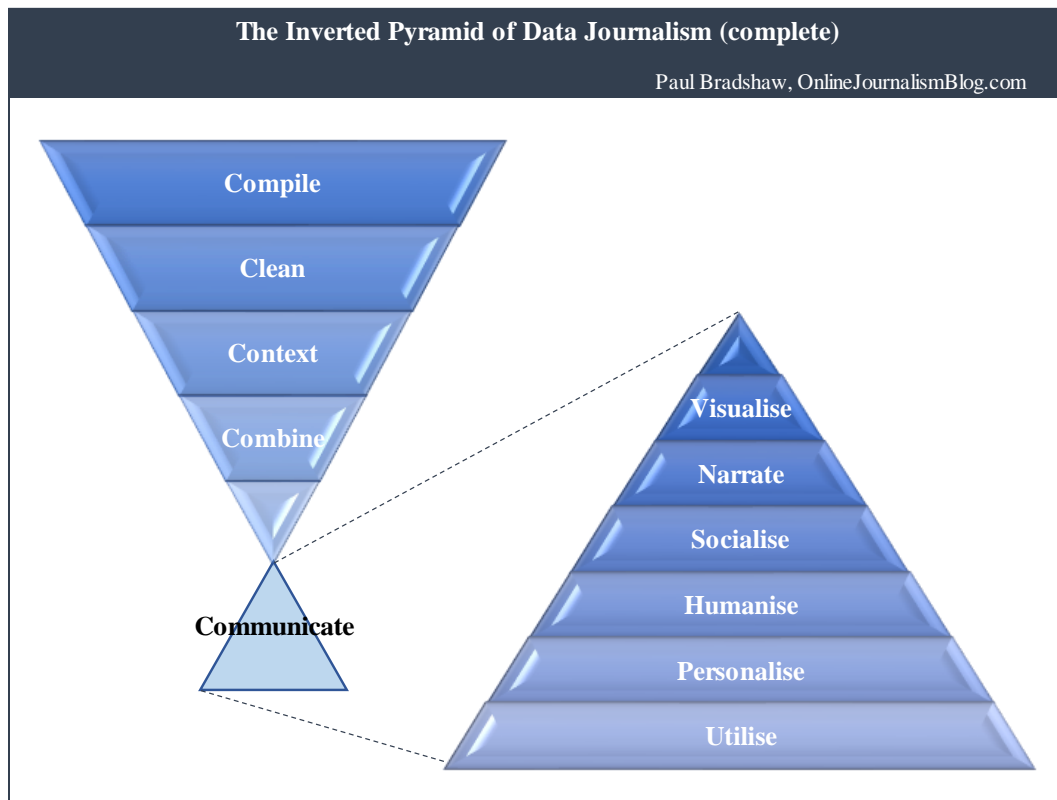 The Inverted Pyramid of Data Journalism (complete)
Paul Bradshaw, OnlineJournalismBlog.com
Compile
Clean
Context
Combine
Communicate
Visualise
Narrate
Socialise
Humanise
Personalise
Utilise